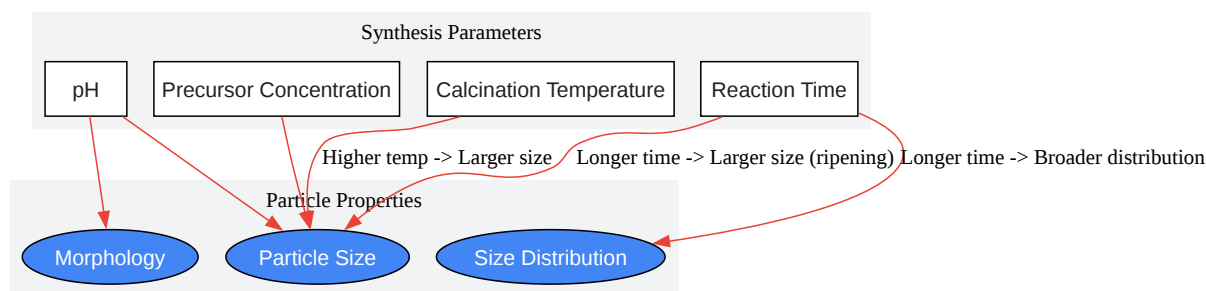 Synthesis Parameters
pH
Precursor Concentration
Calcination Temperature
Reaction Time
Higher temp -> Larger size
Longer time -> Larger size (ripening)
Longer time -> Broader distribution
Particle Properties
Morphology
Particle Size
Size Distribution